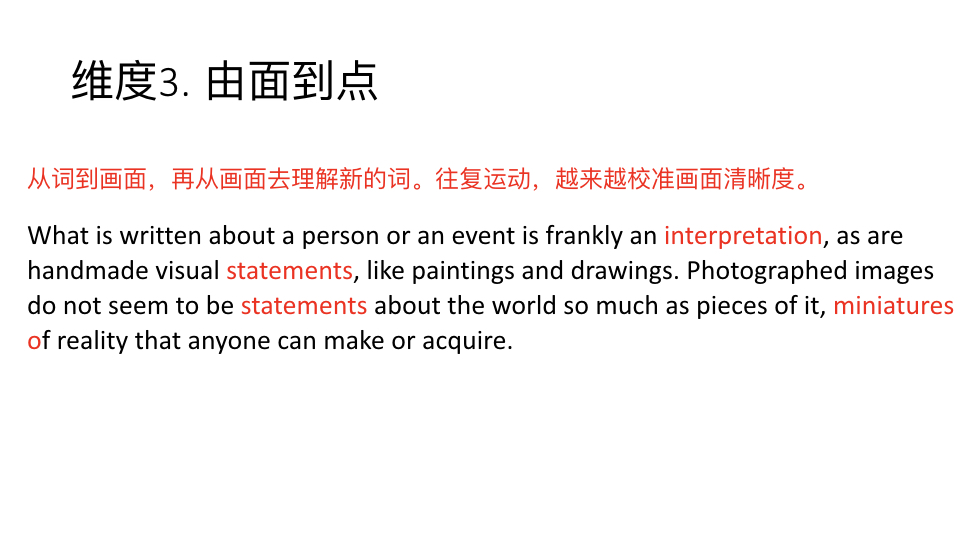 维度3. 由面到点
从词到画面，再从画面去理解新的词。往复运动，越来越校准画面清晰度。
What is written about a person or an event is frankly an interpretation, as are
handmade visual statements, like paintings and drawings. Photographed images
do not seem to be statements about the world so much as pieces of it, miniatures
of reality that anyone can make or acquire.